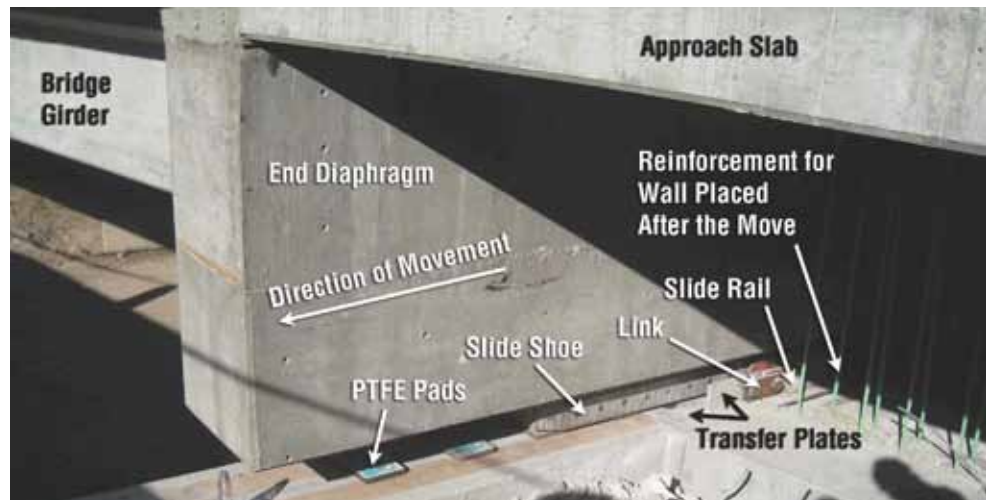 Approach Slab
Bridge
Girder
Reinforcement for
Wall Placed
After the Move
End Diaphragm
Direction of Movement
Slide Rail
Link
Slide Shoe
PTFE Pads
Transfer Plates